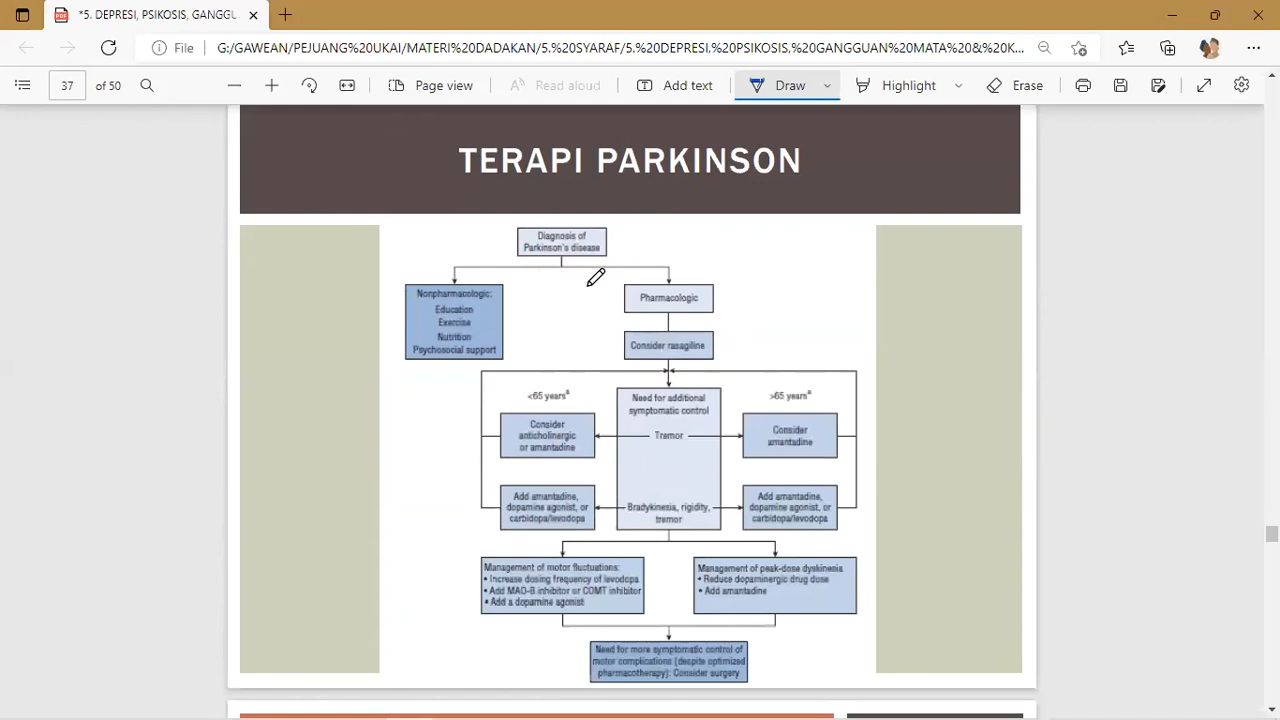 *5. DEPRESI, PSIKOSIS, GANGGU
File
G:/GAWEAN/PEJUANG%20UKAI/MATERI%20DADAKAN/5.%20SYARAF/5.%20DEPRESI,%20PSIKOSIS,%20GANGGUAN%20MATA%20&%20K...
37 of 50
Page view
Read aloud
Add text
Draw
Highlight
Erase
TERAPI PARKINSON
Diagnosis of
Parkinson's disease
Nonpharmacologic:
Education
Exercise
Nutrition
Psychosocial support
Pharmacologic
Consider rasagiline
<65 yearsª
Need for additional
symptomatic control
>65 yearsª
Consider
anticholinergic
or amantadine
Tremor
Consider
amantadine
Add amantadine,
dopamine agonist, or
carbidopa/levodopa
Bradykinesia, rigidity,
tremor
Add amantadine,
dopamine agonist, or
carbidopa/levodopa
Management of motor fluctuations:
• Increase dosing frequency of levodopa
• Add MAO-B inhibitor or COMT inhibitor
• Add a dopamine agonist
Management of peak-dose dyskinesia
• Reduce dopaminergic drug dose
• Add amantadine
Need for more symptomatic control of
motor complications (despite optimized
pharmacotherapy): Consider surgery